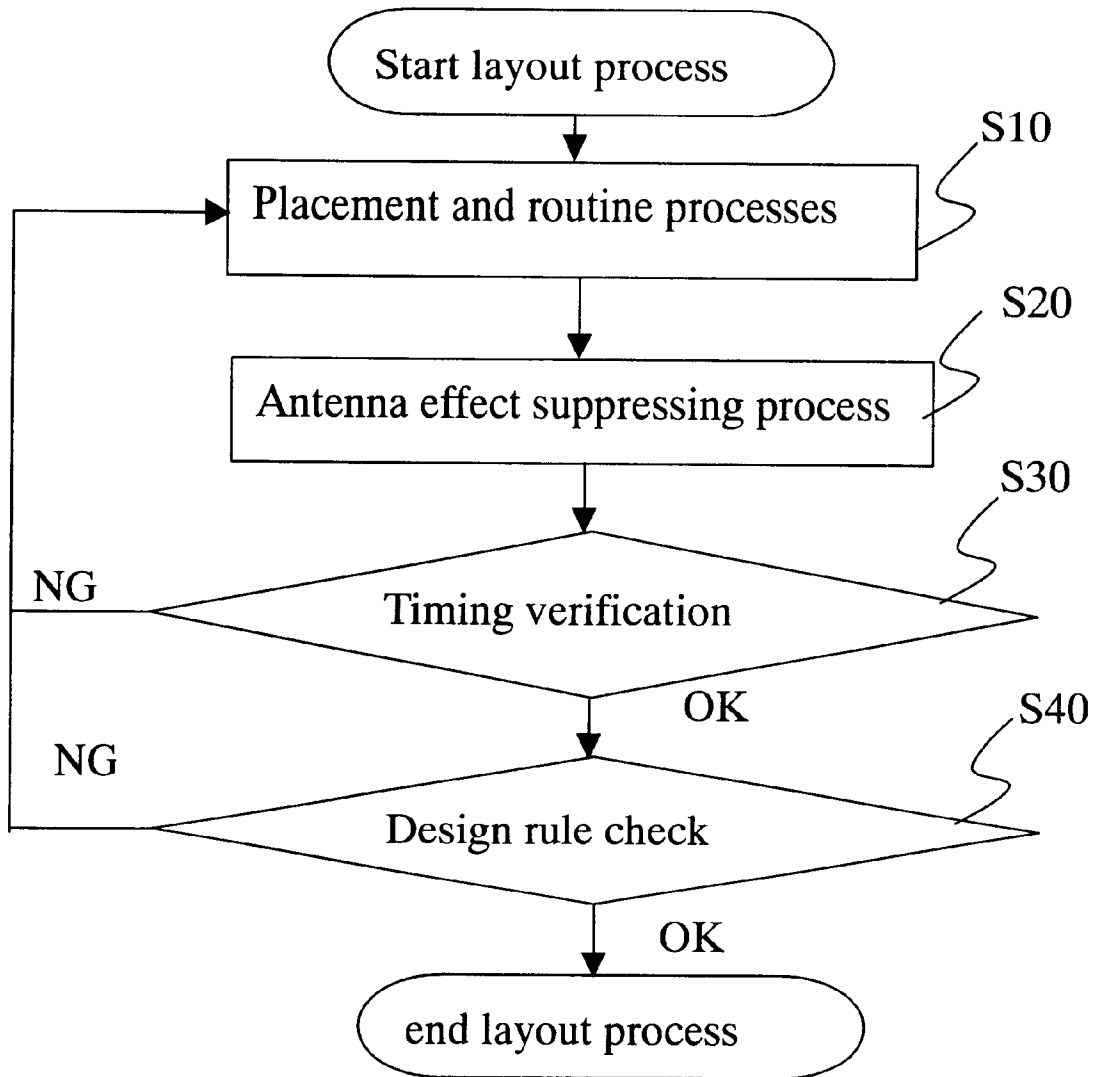 Start layout process
S10
Placement and routine processes
S20
Antenna effect suppressing process
S30
NG
Timing verification
OK
S40
NG
Design rule check
OK
end layout process